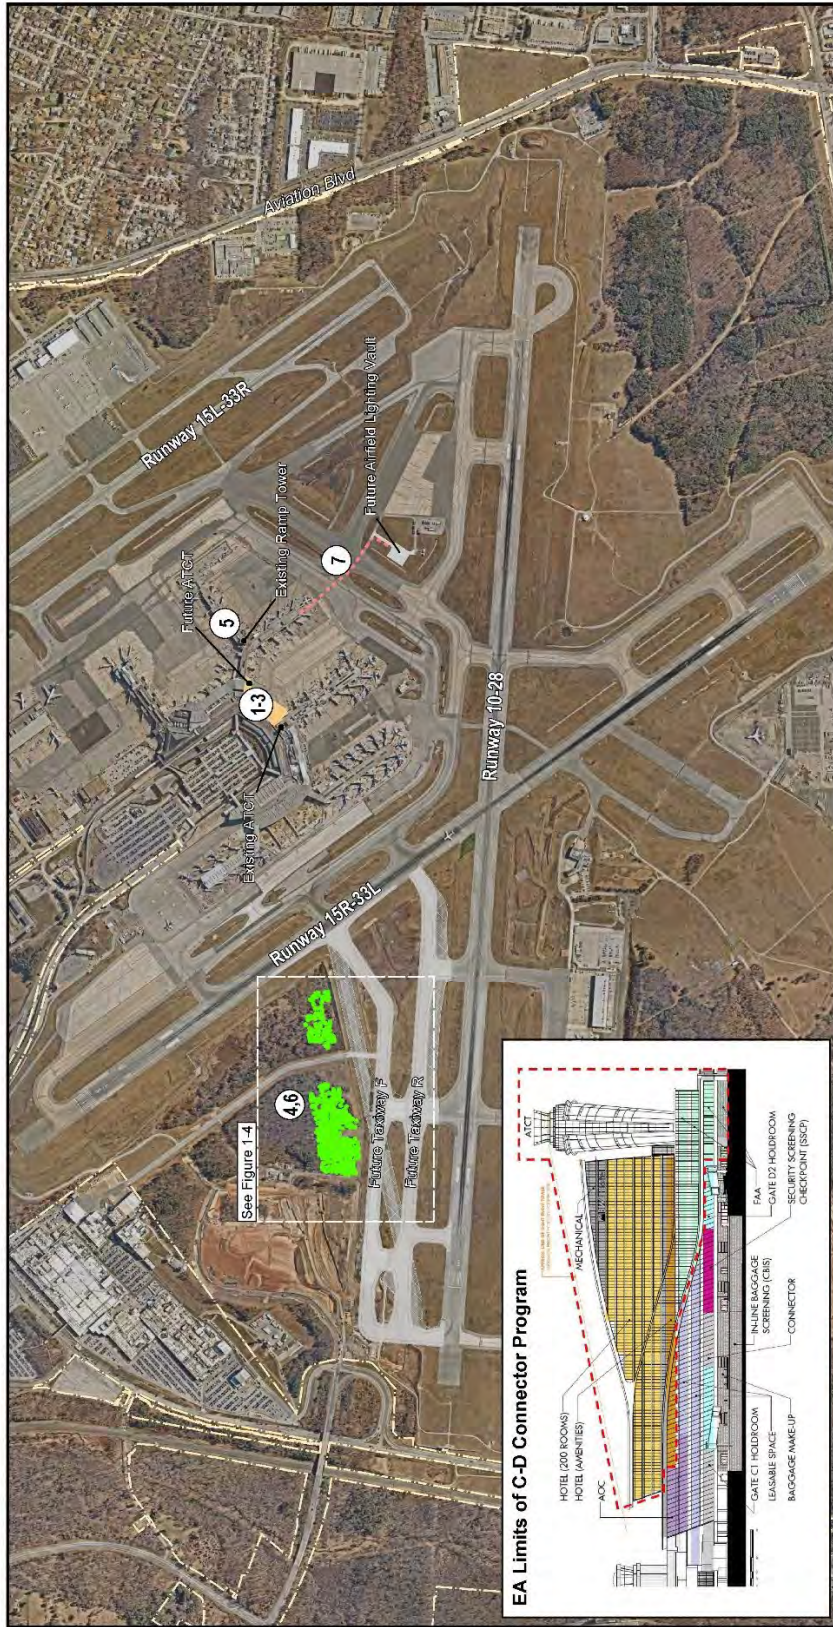 Aviation Blvd
Runway 15L-33R
Future ATCT
5
Existing Ramp Tower
1-3
7
Future Airfield Lighting Vault
Existing ATCT
Runway 10-28
Runway 15R-33L
See Figure 1-4
4,6
Future Taxiway F
Future Taxiway R
EA Limits of C-D Connector Program
ATCT
MECHANICAL
HOTEL (200 ROOMS)
HOTEL (AMENITIES)
AOC
GATE C1 HOLDROOM
LEASABLE SPACE
BAGGAGE MAKE-UP
IN-LINE BAGGAGE
SCREENING (CBIS)
CONNECTOR
FAA
GATE D2 HOLDROOM
SECURITY SCREENING
CHECKPOINT (SSCP)